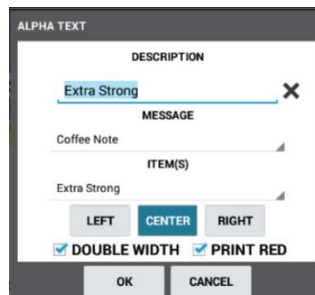 ALPHA TEXT
DESCRIPTION
Extra Strong
MESSAGE
Coffee Note
ITEM(S)
Extra Strong
LEFT CENTER RIGHT
DOUBLE WIDTH PRINT RED
OK CANCEL